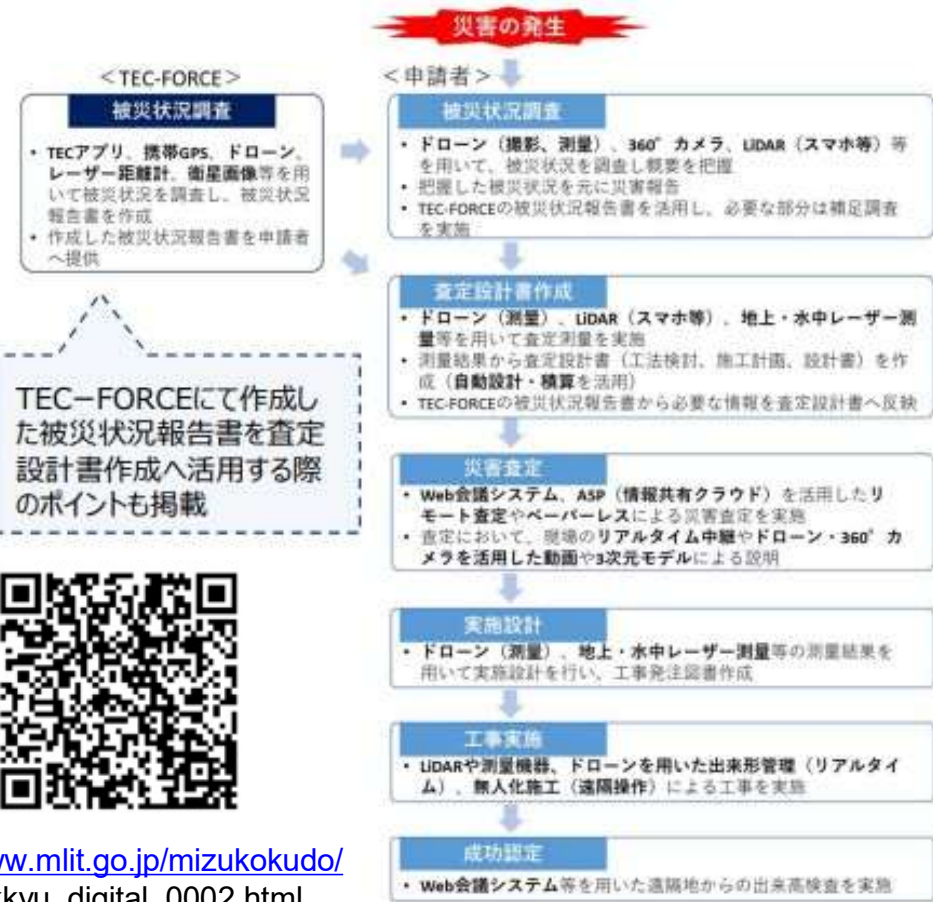 災害の発生
＜TEC-FORCE＞
被災状況調査
• TECアプリ、携帯GPS、ドローン、
レーザー距離計、衛星画像等を用
いて被災状況を調査し、被災状況
報告書を作成
• 作成した被災状況報告書を申請者
へ提供
TECーFORCEにて作成し
た被災状況報告書を査定
設計書作成へ活用する際
のポイントも掲載
＜申請者＞
被災状況調査
• ドローン（撮影、測量）、360°カメラ、LiDAR（スマホ等）等
を用いて、被災状況を調査し概要を把握
• 把握した被災状況を元に災害報告
• TEC-FORCEの被災状況報告書を活用し、必要な部分は補足調査
を実施
査定設計書作成
• ドローン（測量）、LiDAR（スマホ等）、地上・水中レーザー測
量等を用いて査定測量を実施
• 測量結果から査定設計書（工法検討、施工計画、設計書）を作
成（自動設計・積算を活用）
• TEC-FORCEの被災状況報告書から必要な情報を査定設計書へ反映
災害査定
• Web会議システム、ASP（情報共有クラウド）を活用したリ
モート査定やペーパーレスによる災害査定を実施
• 査定において、現場のリアルタイム中継やドローン・360°カ
メラを活用した動画や3次元モデルによる説明
実施設計
• ドローン（測量）、地上・水中レーザー測量等の測量結果を
用いて実施設計を行い、工事発注図書作成
工事実施
• LiDARや測量機器、ドローンを用いた出来形管理（リアルタイ
ム）、無人化施工（遠隔操作）による工事を実施
成功認定
• Web会議システム等を用いた遠隔地からの出来高検査を実施
ww.mlit.go.jp/mizukokudo/
kkyu_digital_0002.html